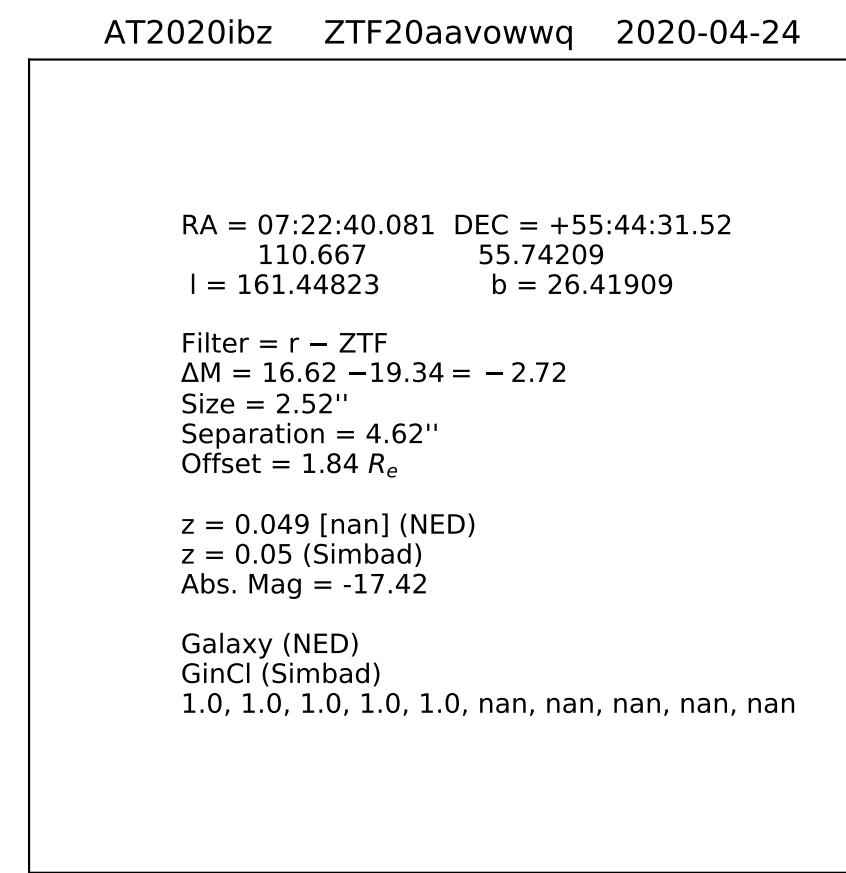 AT2020ibz ZTF20aavowwq 2020-04-24
RA = 07:22:40.081 DEC = +55:44:31.52
110.667 55.74209
l = 161.44823 b = 26.41909
Filter = r − ZTF
ΔM = 16.62 −19.34 = − 2.72
Size = 2.52''
Separation = 4.62''
Offset = 1.84 Rₑ
z = 0.049 [nan] (NED)
z = 0.05 (Simbad)
Abs. Mag = -17.42
Galaxy (NED)
GinCl (Simbad)
1.0, 1.0, 1.0, 1.0, 1.0, nan, nan, nan, nan, nan